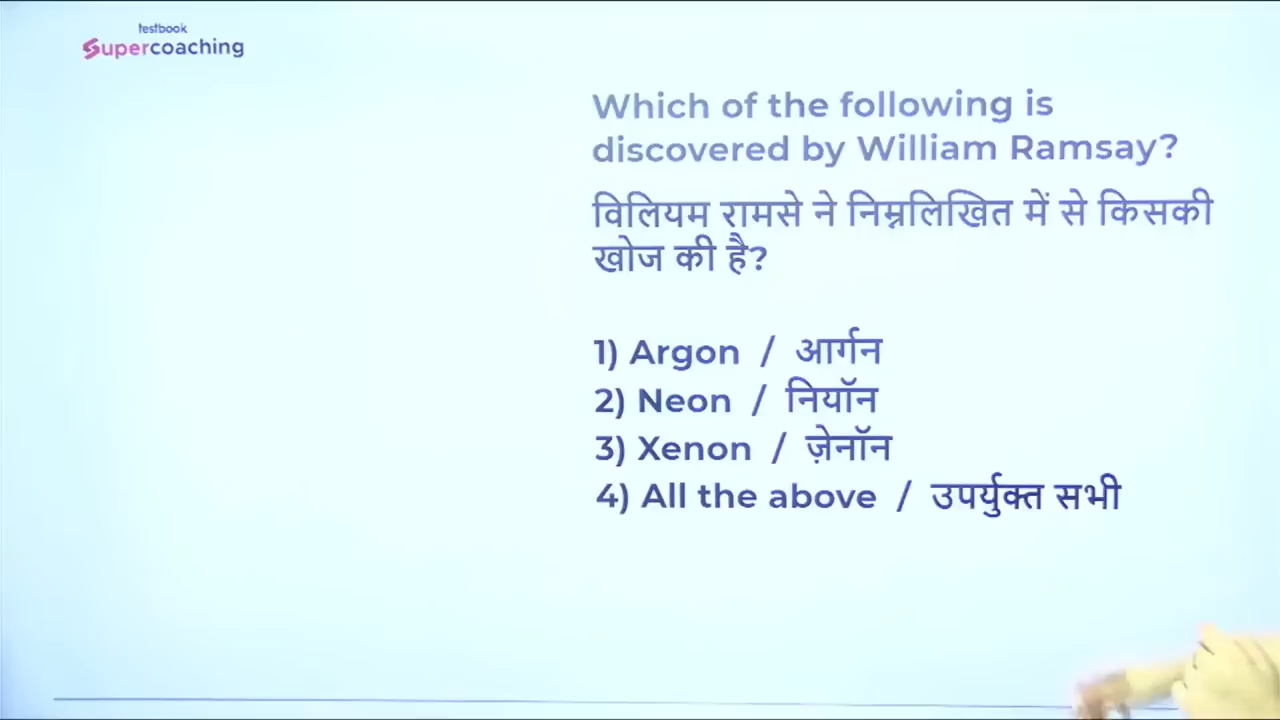 testbook
Supercoaching
Which of the following is
discovered by William Ramsay?
विलियम रामसे ने निम्नलिखित में से किसकी
खोज की है?
1) Argon / आर्गन
2) Neon / नियॉन
3) Xenon / ज़ेनॉन
4) All the above / उपर्युक्त सभी